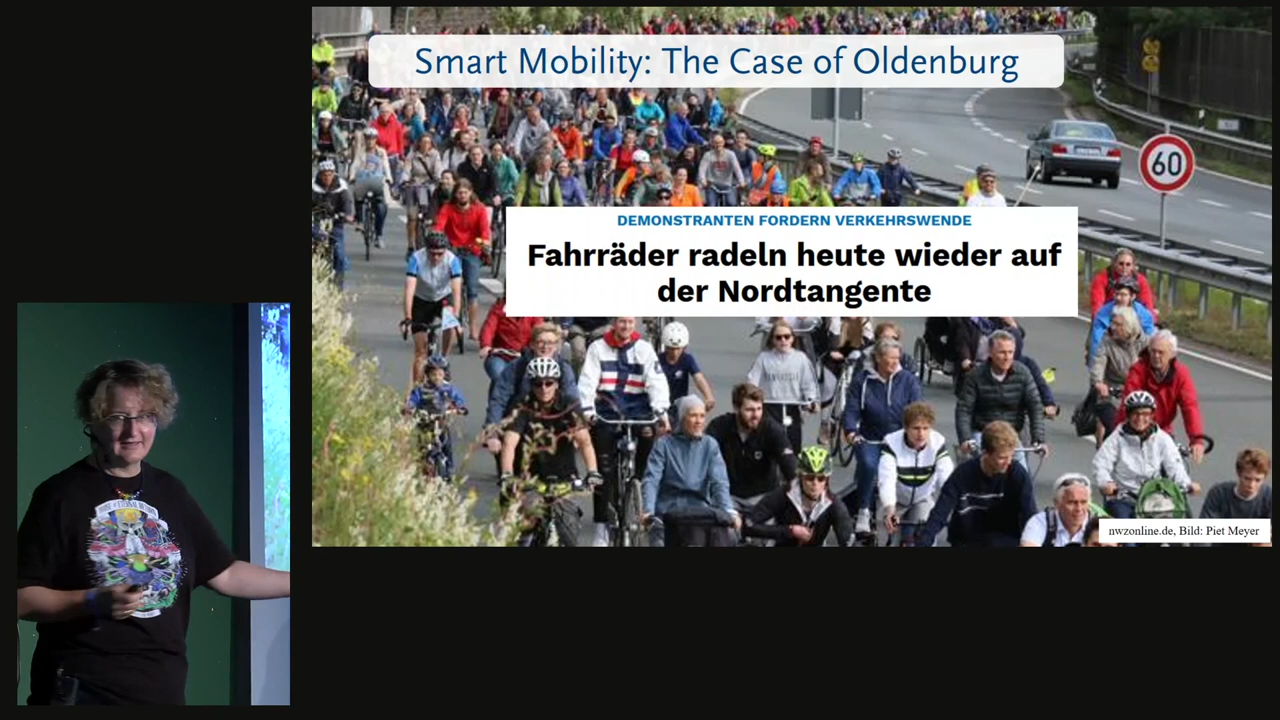 Smart Mobility: The Case of Oldenburg
60
DEMONSTRANTEN FORDERN VERKEHRSWENDE
Fahrräder radeln heute wieder auf
der Nordtangente
nwzonline.de, Bild: Piet Meyer